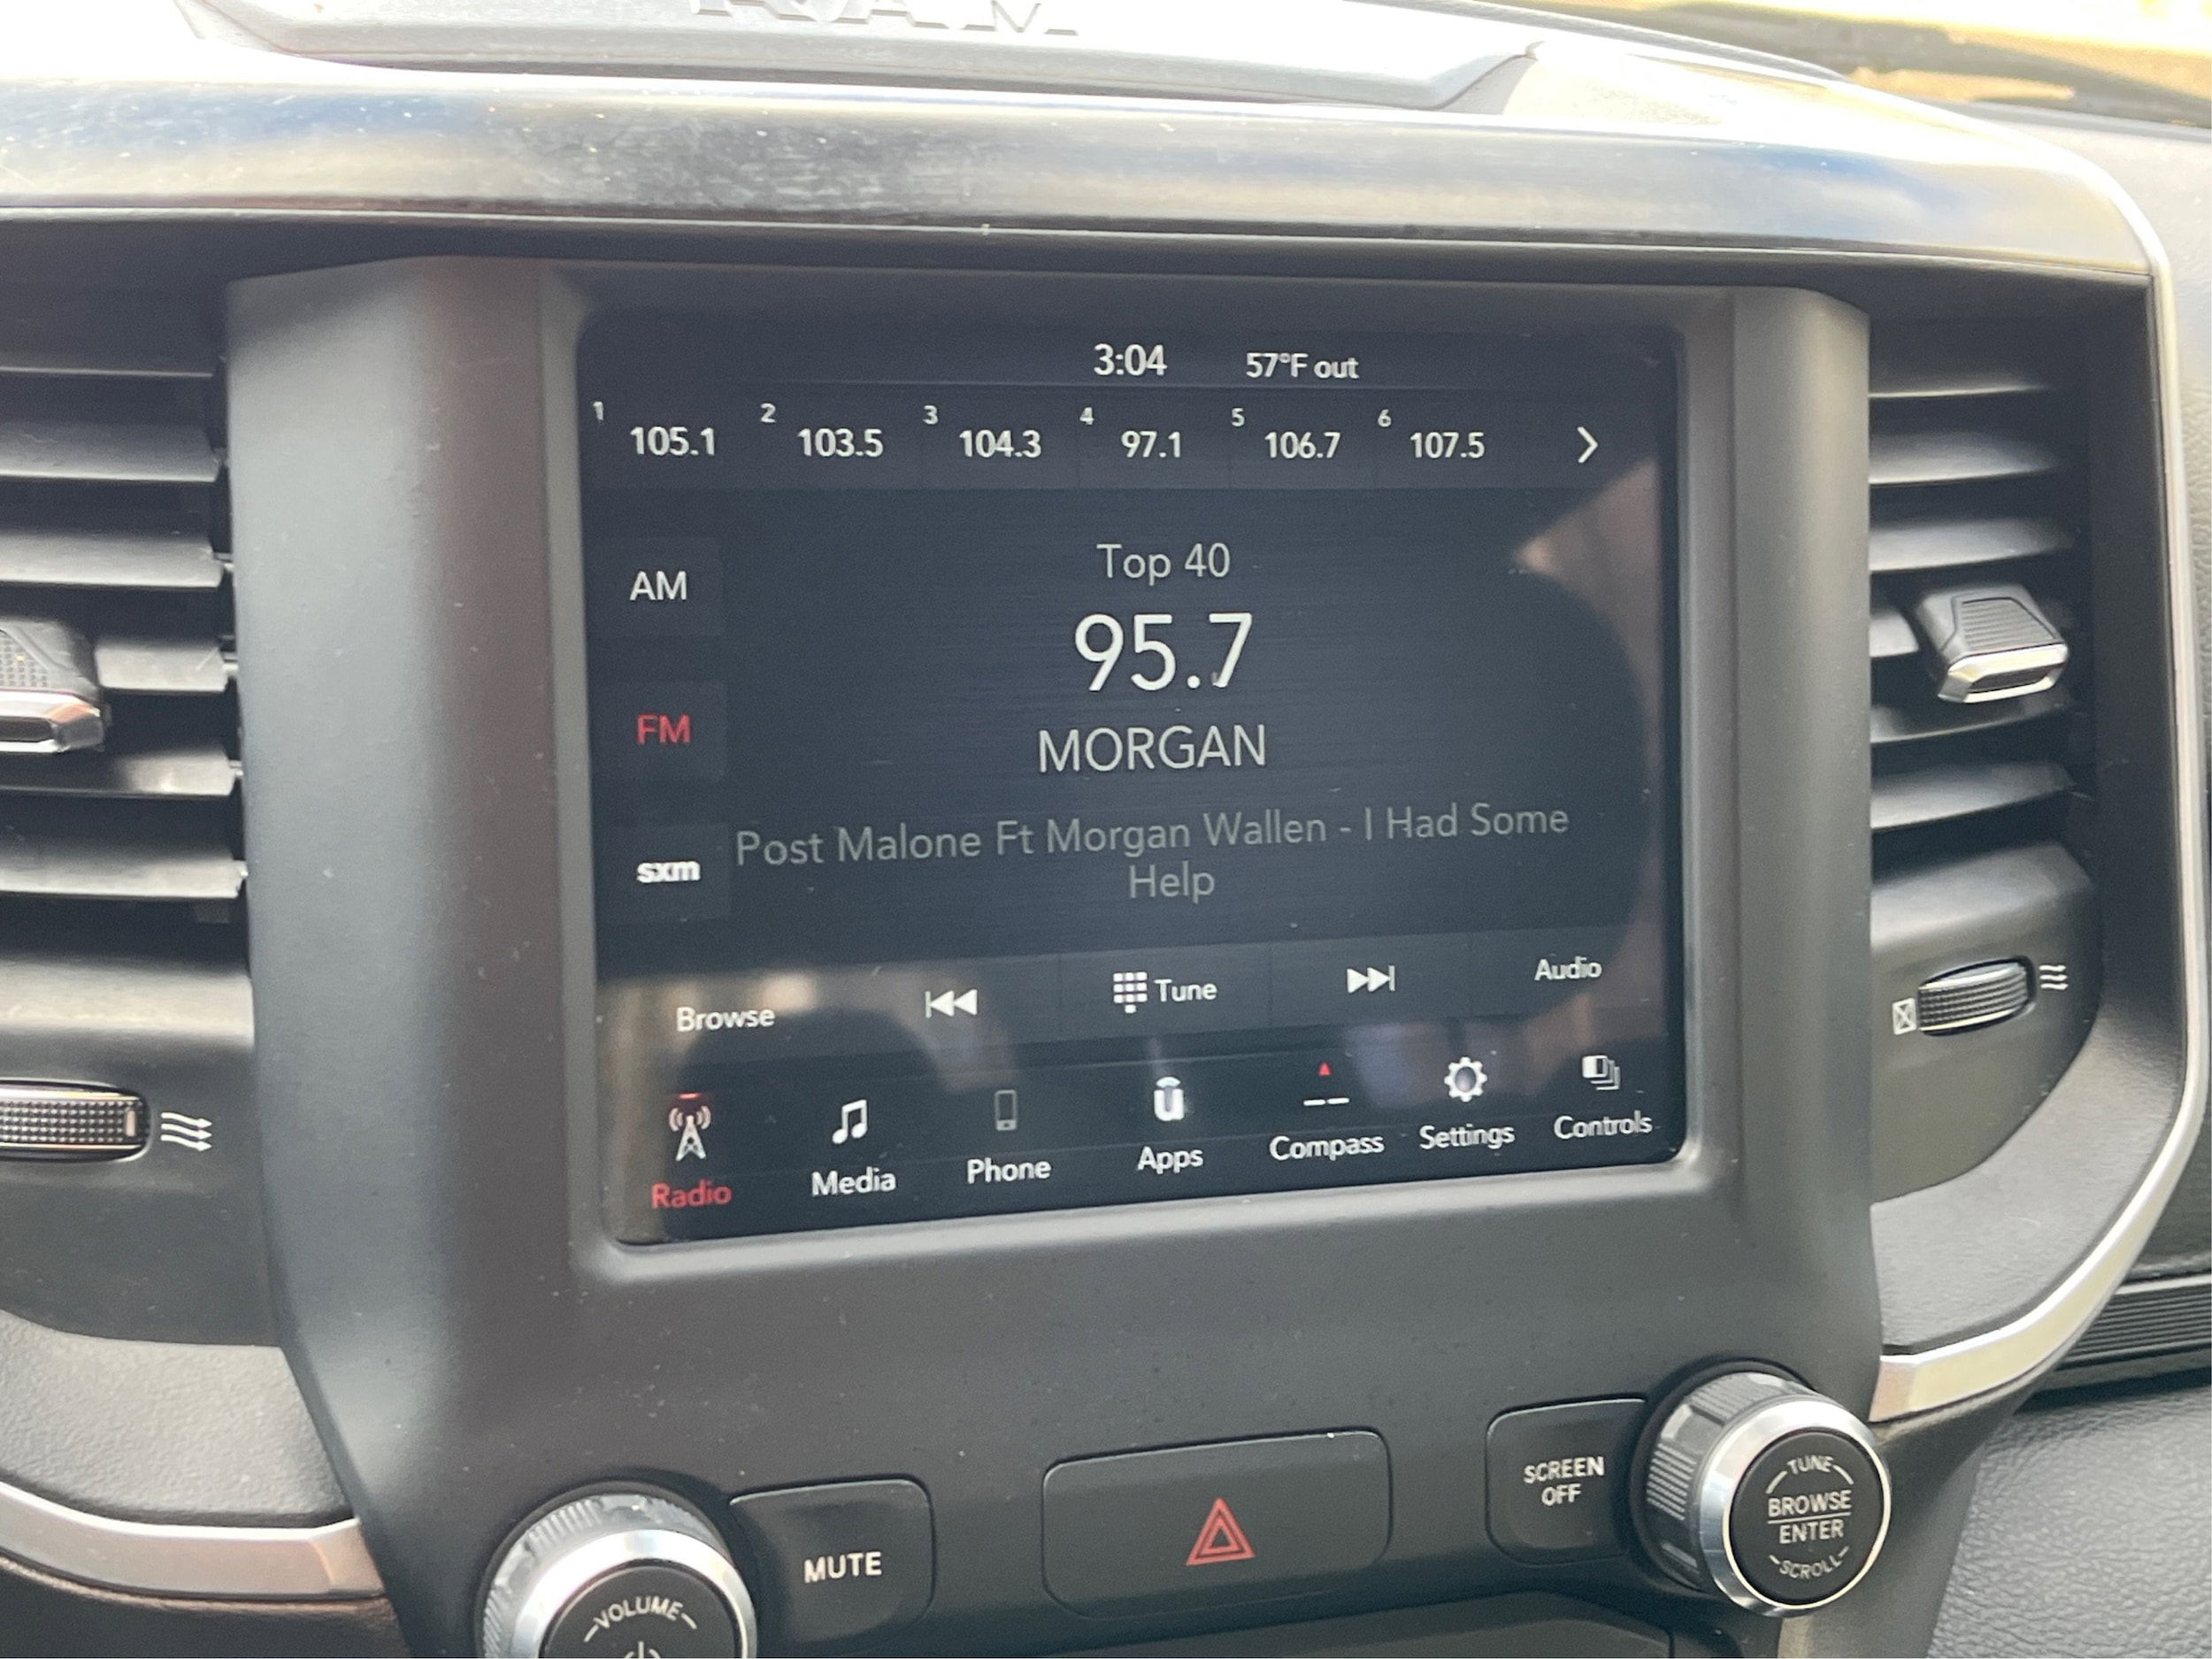 RAM
3:04 57°F out
1 105.1 2 103.5 3 104.3 4 97.1 5 106.7 6 107.5
Top 40
AM
95.7
FM
MORGAN
sxm
Post Malone Ft Morgan Wallen - I Had Some
Help
Browse Tune Audio
Radio Media Phone Apps Compass Settings Controls
VOLUME
MUTE
SCREEN
OFF
TUNE
BROWSE
ENTER
SCROLL